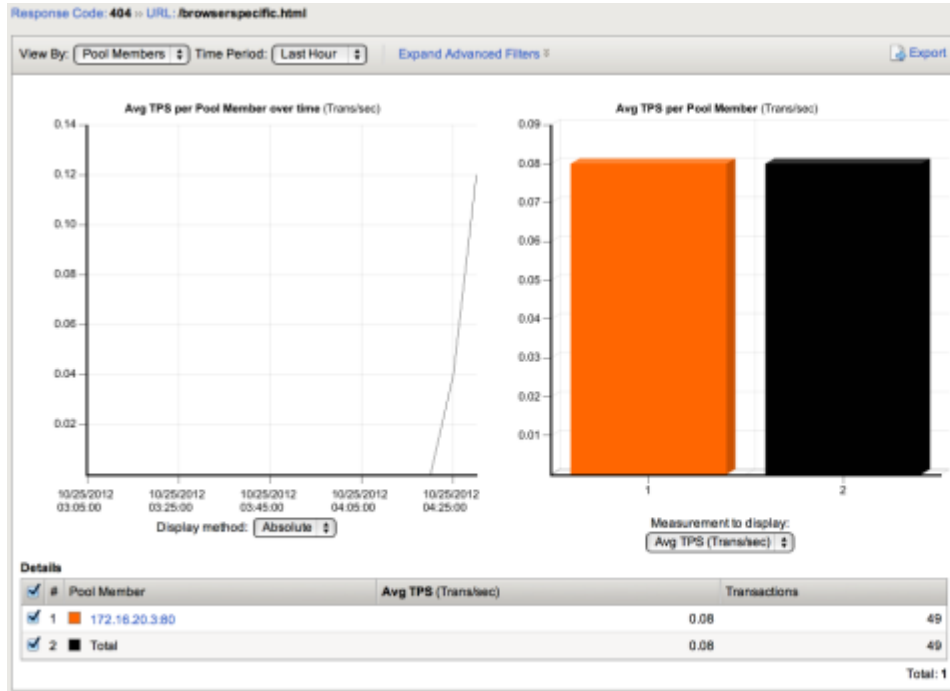 Response Code: 404 » URL: /browserspecific.html
View By: Pool Members Time Period: Last Hour Expand Advanced Filters Export
Avg TPS per Pool Member over time (Trans/sec)
0.14
0.12
0.10
0.08
0.06
0.04
0.02
10/25/2012 10/25/2012 10/25/2012 10/25/2012 10/25/2012
03:05:00 03:25:00 03:45:00 04:05:00 04:25:00
Display method: Absolute
Avg TPS per Pool Member (Trans/sec)
0.09
0.08
0.07
0.06
0.05
0.04
0.03
0.02
0.01
1 2
Measurement to display:
Avg TPS (Trans/sec)
Details
# Pool Member Avg TPS (Trans/sec) Transactions
1 172.16.20.3:80 0.08 49
2 Total 0.08 49
Total: 1